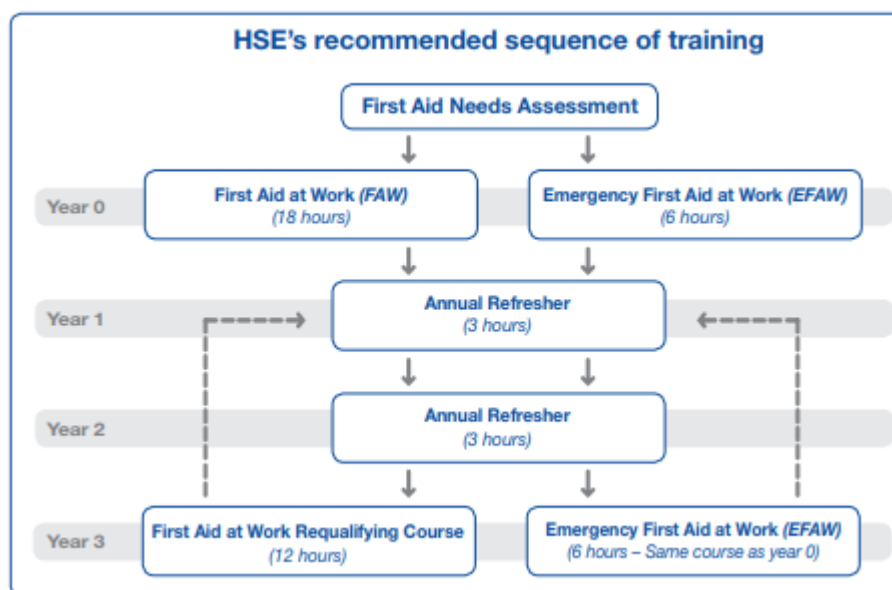 HSE's recommended sequence of training
First Aid Needs Assessment
Year 0
First Aid at Work (FAW)
(18 hours)
Emergency First Aid at Work (EFAW)
(6 hours)
Year 1
Annual Refresher
(3 hours)
Year 2
Annual Refresher
(3 hours)
Year 3
First Aid at Work Requalifying Course
(12 hours)
Emergency First Aid at Work (EFAW)
(6 hours – Same course as year 0)